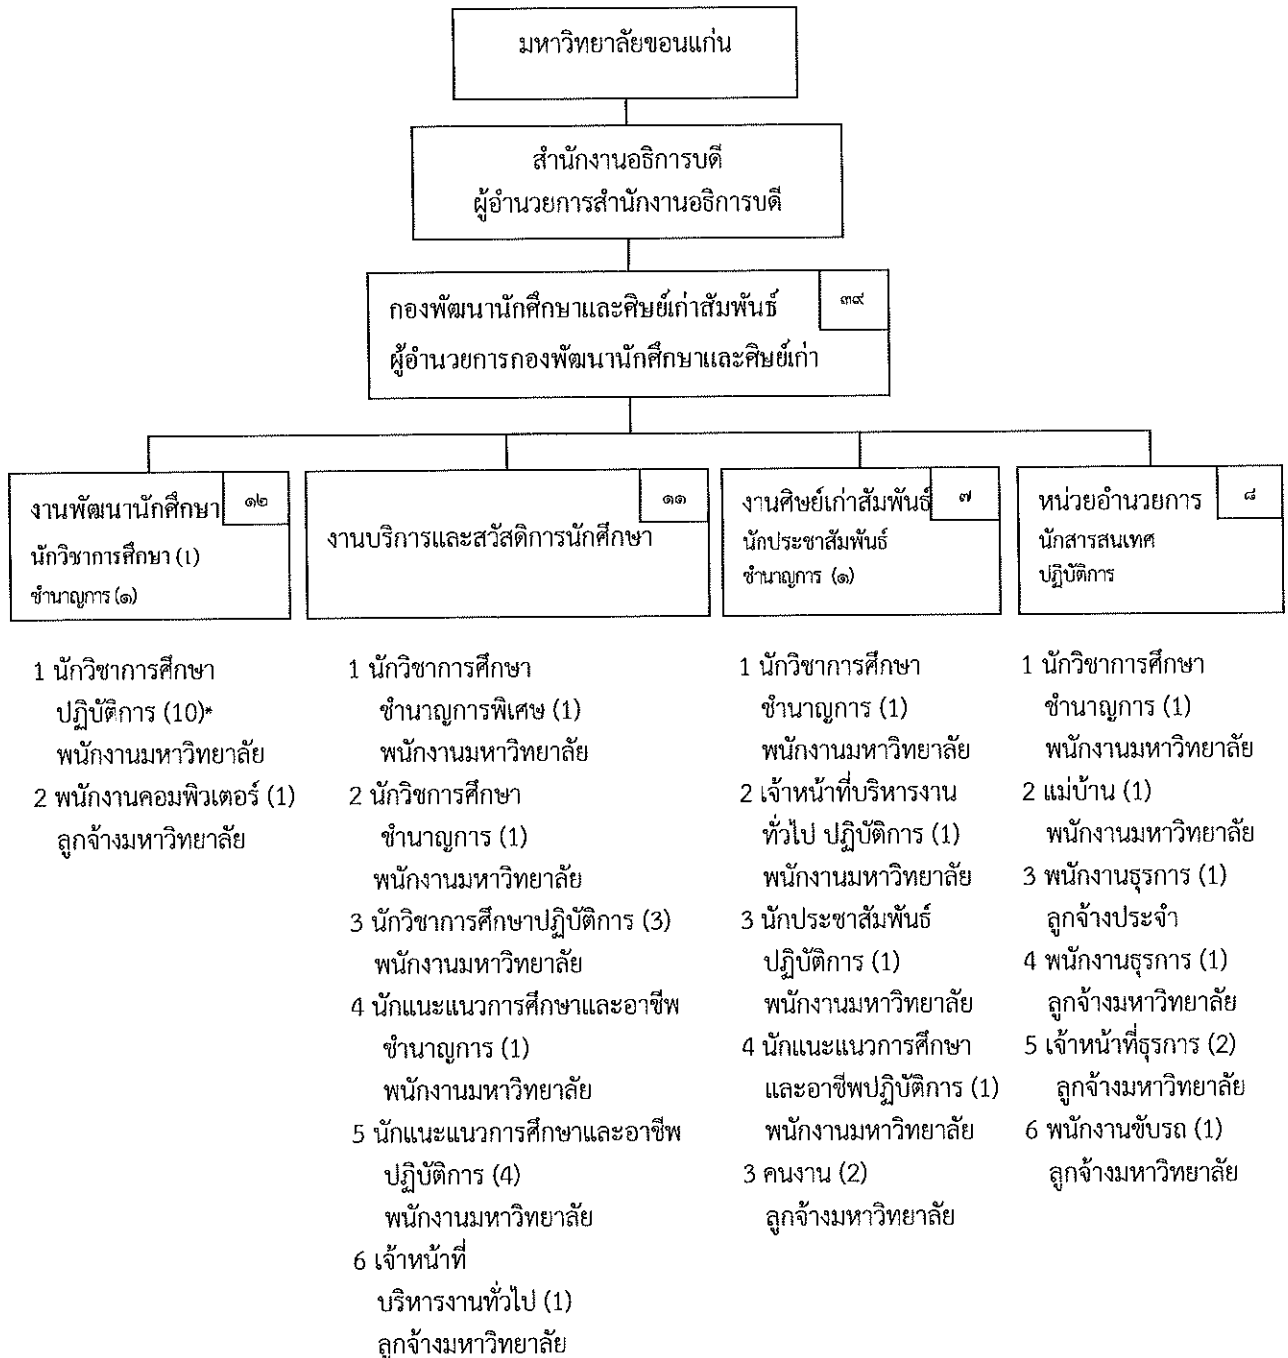 มหาวิทยาลัยขอนแก่น
สำนักงานอธิการบดี
ผู้อำนวยการสำนักงานอธิการบดี
กองพัฒนานักศึกษาและศิษย์เก่าสัมพันธ์
๓๙
ผู้อำนวยการกองพัฒนานักศึกษาและศิษย์เก่า
งานพัฒนานักศึกษา
๑๒
นักวิชาการศึกษา (1)
ชำนาญการ (๑)
1 นักวิชาการศึกษา
ปฏิบัติการ (10)*
พนักงานมหาวิทยาลัย
2 พนักงานคอมพิวเตอร์ (1)
ลูกจ้างมหาวิทยาลัย
งานบริการและสวัสดิการนักศึกษา
๑๑
1 นักวิชาการศึกษา
ชำนาญการพิเศษ (1)
พนักงานมหาวิทยาลัย
2 นักวิชการศึกษา
ชำนาญการ (1)
พนักงานมหาวิทยาลัย
3 นักวิชาการศึกษาปฏิบัติการ (3)
พนักงานมหาวิทยาลัย
4 นักแนะแนวการศึกษาและอาชีพ
ชำนาญการ (1)
พนักงานมหาวิทยาลัย
5 นักแนะแนวการศึกษาและอาชีพ
ปฏิบัติการ (4)
พนักงานมหาวิทยาลัย
6 เจ้าหน้าที่
บริหารงานทั่วไป (1)
ลูกจ้างมหาวิทยาลัย
งานศิษย์เก่าสัมพันธ์
๗
นักประชาสัมพันธ์
ชำนาญการ (๑)
1 นักวิชาการศึกษา
ชำนาญการ (1)
พนักงานมหาวิทยาลัย
2 เจ้าหน้าที่บริหารงาน
ทั่วไป ปฏิบัติการ (1)
พนักงานมหาวิทยาลัย
3 นักประชาสัมพันธ์
ปฏิบัติการ (1)
พนักงานมหาวิทยาลัย
4 นักแนะแนวการศึกษา
และอาชีพปฏิบัติการ (1)
พนักงานมหาวิทยาลัย
3 คนงาน (2)
ลูกจ้างมหาวิทยาลัย
หน่วยอำนวยการ
๘
นักสารสนเทศ
ปฏิบัติการ
1 นักวิชาการศึกษา
ชำนาญการ (1)
พนักงานมหาวิทยาลัย
2 แม่บ้าน (1)
พนักงานมหาวิทยาลัย
3 พนักงานธุรการ (1)
ลูกจ้างประจำ
4 พนักงานธุรการ (1)
ลูกจ้างมหาวิทยาลัย
5 เจ้าหน้าที่ธุรการ (2)
ลูกจ้างมหาวิทยาลัย
6 พนักงานขับรถ (1)
ลูกจ้างมหาวิทยาลัย